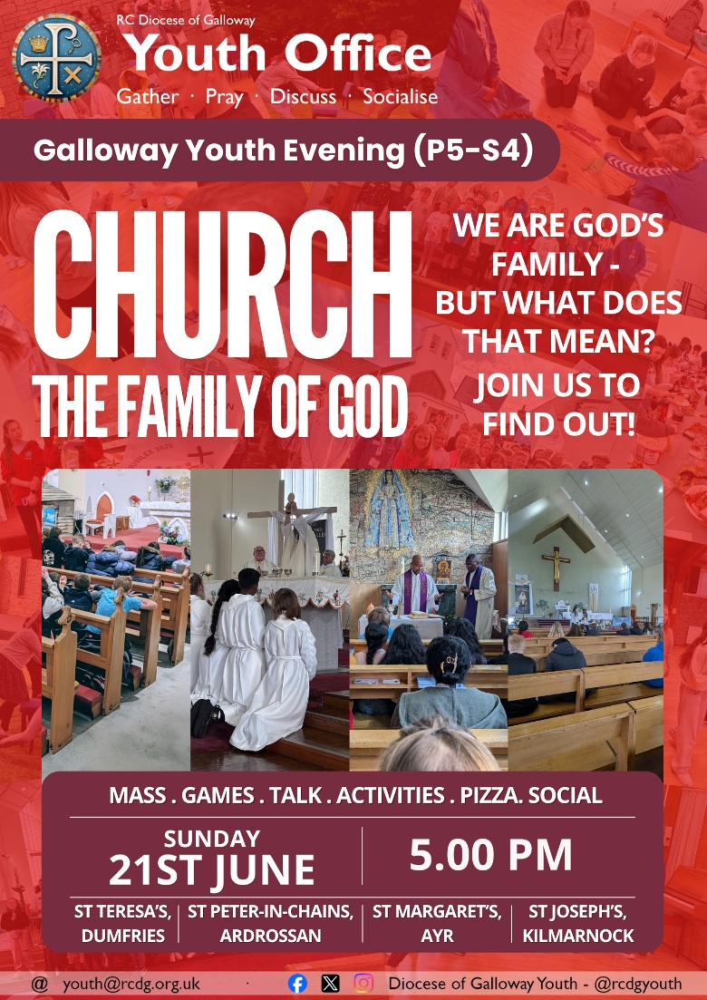 RC Diocese of Galloway
Youth Office
Gather · Pray · Discuss · Socialise
Galloway Youth Evening (P5-S4)
CHURCH
THE FAMILY OF GOD
WE ARE GOD'S
FAMILY -
BUT WHAT DOES
THAT MEAN?
JOIN US TO
FIND OUT!
MASS . GAMES . TALK . ACTIVITIES . PIZZA. SOCIAL
SUNDAY
21ST JUNE
5.00 PM
ST TERESA'S,
DUMFRIES
ST PETER-IN-CHAINS,
ARDROSSAN
ST MARGARET'S,
AYR
ST JOSEPH'S,
KILMARNOCK
@ youth@rcdg.org.uk · Diocese of Galloway Youth - @rcdgyouth